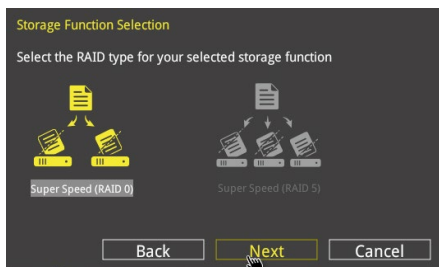 Storage Function Selection
Select the RAID type for your selected storage function
Super Speed (RAID 0)
Super Speed (RAID 5)
Back
Next
Cancel